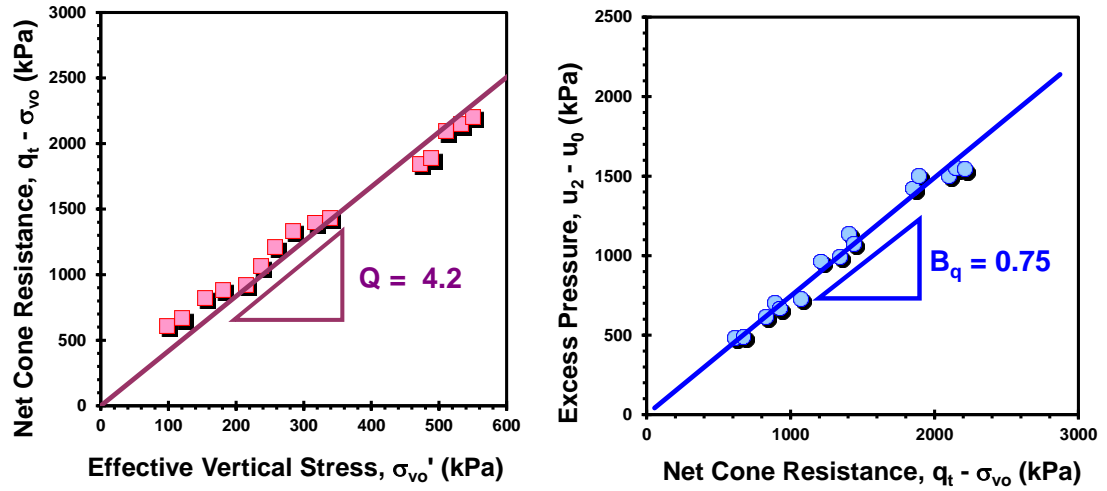 Net Cone Resistance, qt - σvo (kPa)
3000
2500
2000
1500
1000
500
0
0 100 200 300 400 500 600
Q = 4.2
Effective Vertical Stress, σvo' (kPa)
Excess Pressure, u2 - u0 (kPa)
2500
2000
1500
1000
500
0
0 1000 2000 3000
Bq = 0.75
Net Cone Resistance, qt - σvo (kPa)